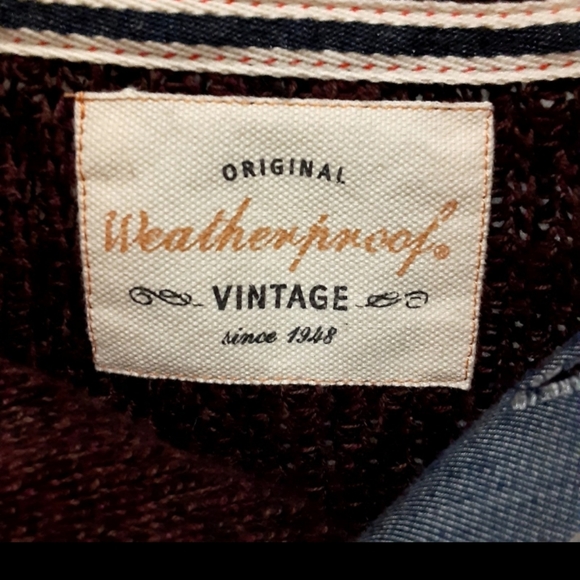 ORIGINAL
Weatherproof®
VINTAGE
since 1948